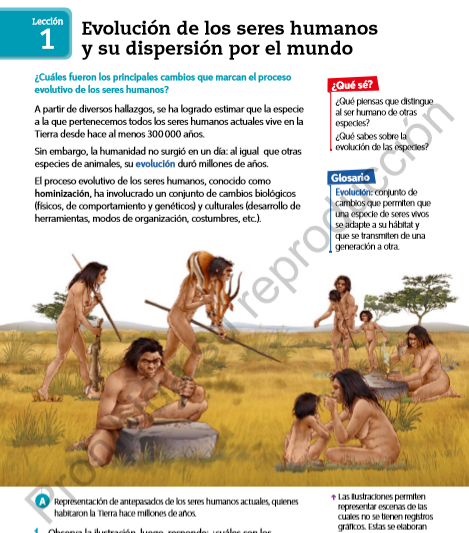 Lección
1
Evolución de los seres humanos
y su dispersión por el mundo
¿Cuáles fueron los principales cambios que marcan el proceso
evolutivo de los seres humanos?
A partir de diversos hallazgos, se ha logrado estimar que la especie
a la que pertenecemos todos los seres humanos actuales vive en la
Tierra desde hace al menos 300 000 años.
Sin embargo, la humanidad no surgió en un día: al igual que otras
especies de animales, su evolución duró millones de años.
El proceso evolutivo de los seres humanos, conocido como
hominización, ha involucrado un conjunto de cambios biológicos
(físicos, de comportamiento y genéticos) y culturales (desarrollo de
herramientas, modos de organización, costumbres, etc.).
¿Qué sé?
¿Qué piensas que distingue
al ser humano de otras
especies?
¿Qué sabes sobre la
evolución de las especies?
Glosario
Evolución: conjunto de
cambios que permiten que
una especie de seres vivos
se adapte a su hábitat y
que se transmiten de una
generación a otra.
A Representación de antepasados de los seres humanos actuales, quienes
habitaron la Tierra hace millones de años.
↑ Las ilustraciones permiten
representar escenas de las
cuales no se tienen registros
gráficos. Estas se elaboran
1. Observa la ilustración, luego, responde: ¿cuáles son los